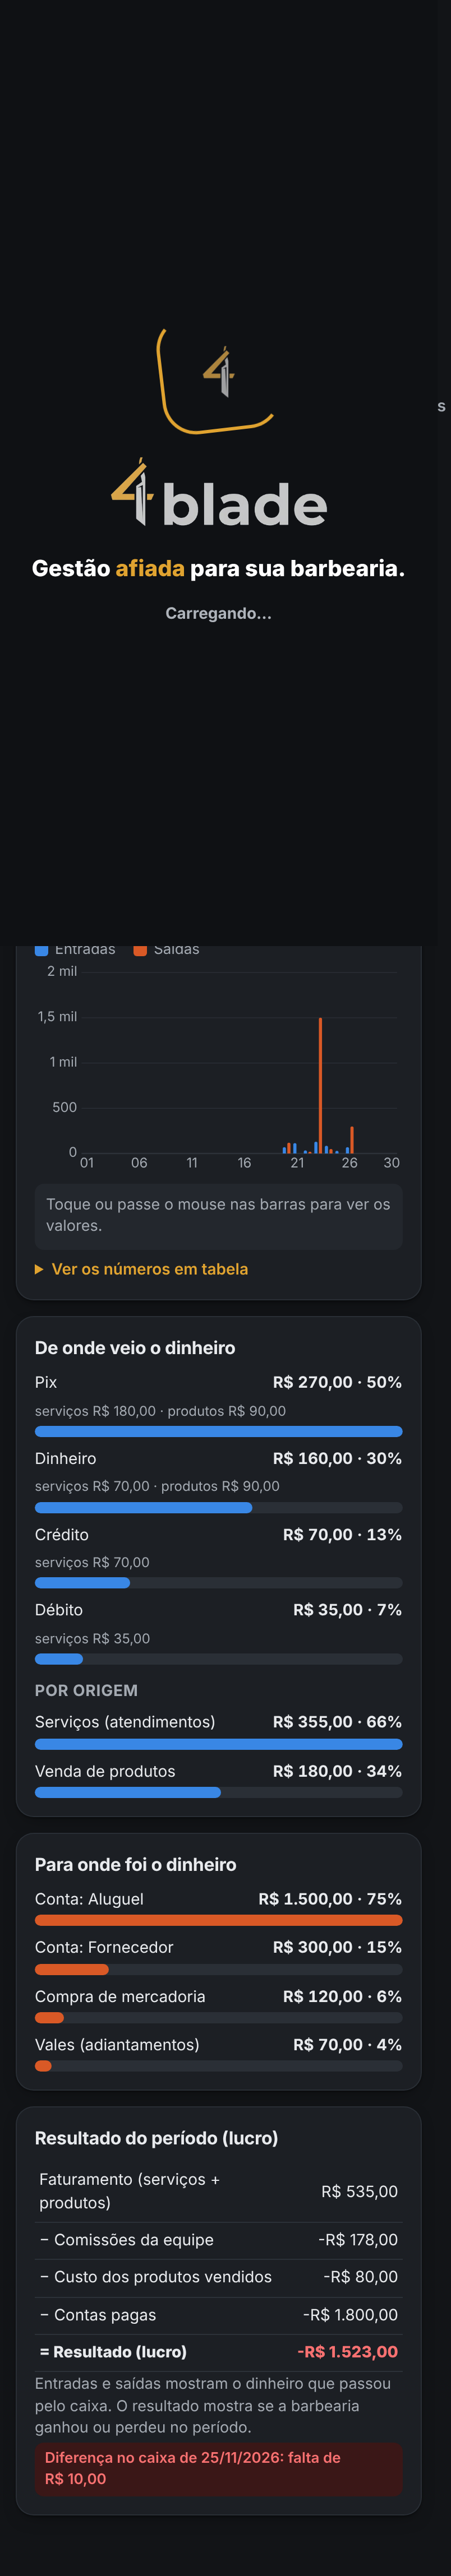 4
s
4blade
Gestão afiada para sua barbearia.
Carregando...
Entradas Saídas
2 mil
1,5 mil
1 mil
500
0
01 06 11 16 21 26 30
Toque ou passe o mouse nas barras para ver os
valores.
▶ Ver os números em tabela
De onde veio o dinheiro
Pix R$ 270,00 · 50%
serviços R$ 180,00 · produtos R$ 90,00
Dinheiro R$ 160,00 · 30%
serviços R$ 70,00 · produtos R$ 90,00
Crédito R$ 70,00 · 13%
serviços R$ 70,00
Débito R$ 35,00 · 7%
serviços R$ 35,00
POR ORIGEM
Serviços (atendimentos) R$ 355,00 · 66%
Venda de produtos R$ 180,00 · 34%
Para onde foi o dinheiro
Conta: Aluguel R$ 1.500,00 · 75%
Conta: Fornecedor R$ 300,00 · 15%
Compra de mercadoria R$ 120,00 · 6%
Vales (adiantamentos) R$ 70,00 · 4%
Resultado do período (lucro)
Faturamento (serviços +
produtos) R$ 535,00
− Comissões da equipe -R$ 178,00
− Custo dos produtos vendidos -R$ 80,00
− Contas pagas -R$ 1.800,00
= Resultado (lucro) -R$ 1.523,00
Entradas e saídas mostram o dinheiro que passou
pelo caixa. O resultado mostra se a barbearia
ganhou ou perdeu no período.
Diferença no caixa de 25/11/2026: falta de
R$ 10,00